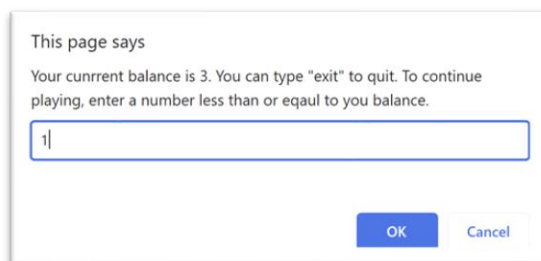 This page says
Your cunrrent balance is 3. You can type "exit" to quit. To continue
playing, enter a number less than or eqaul to you balance.
1
OK Cancel